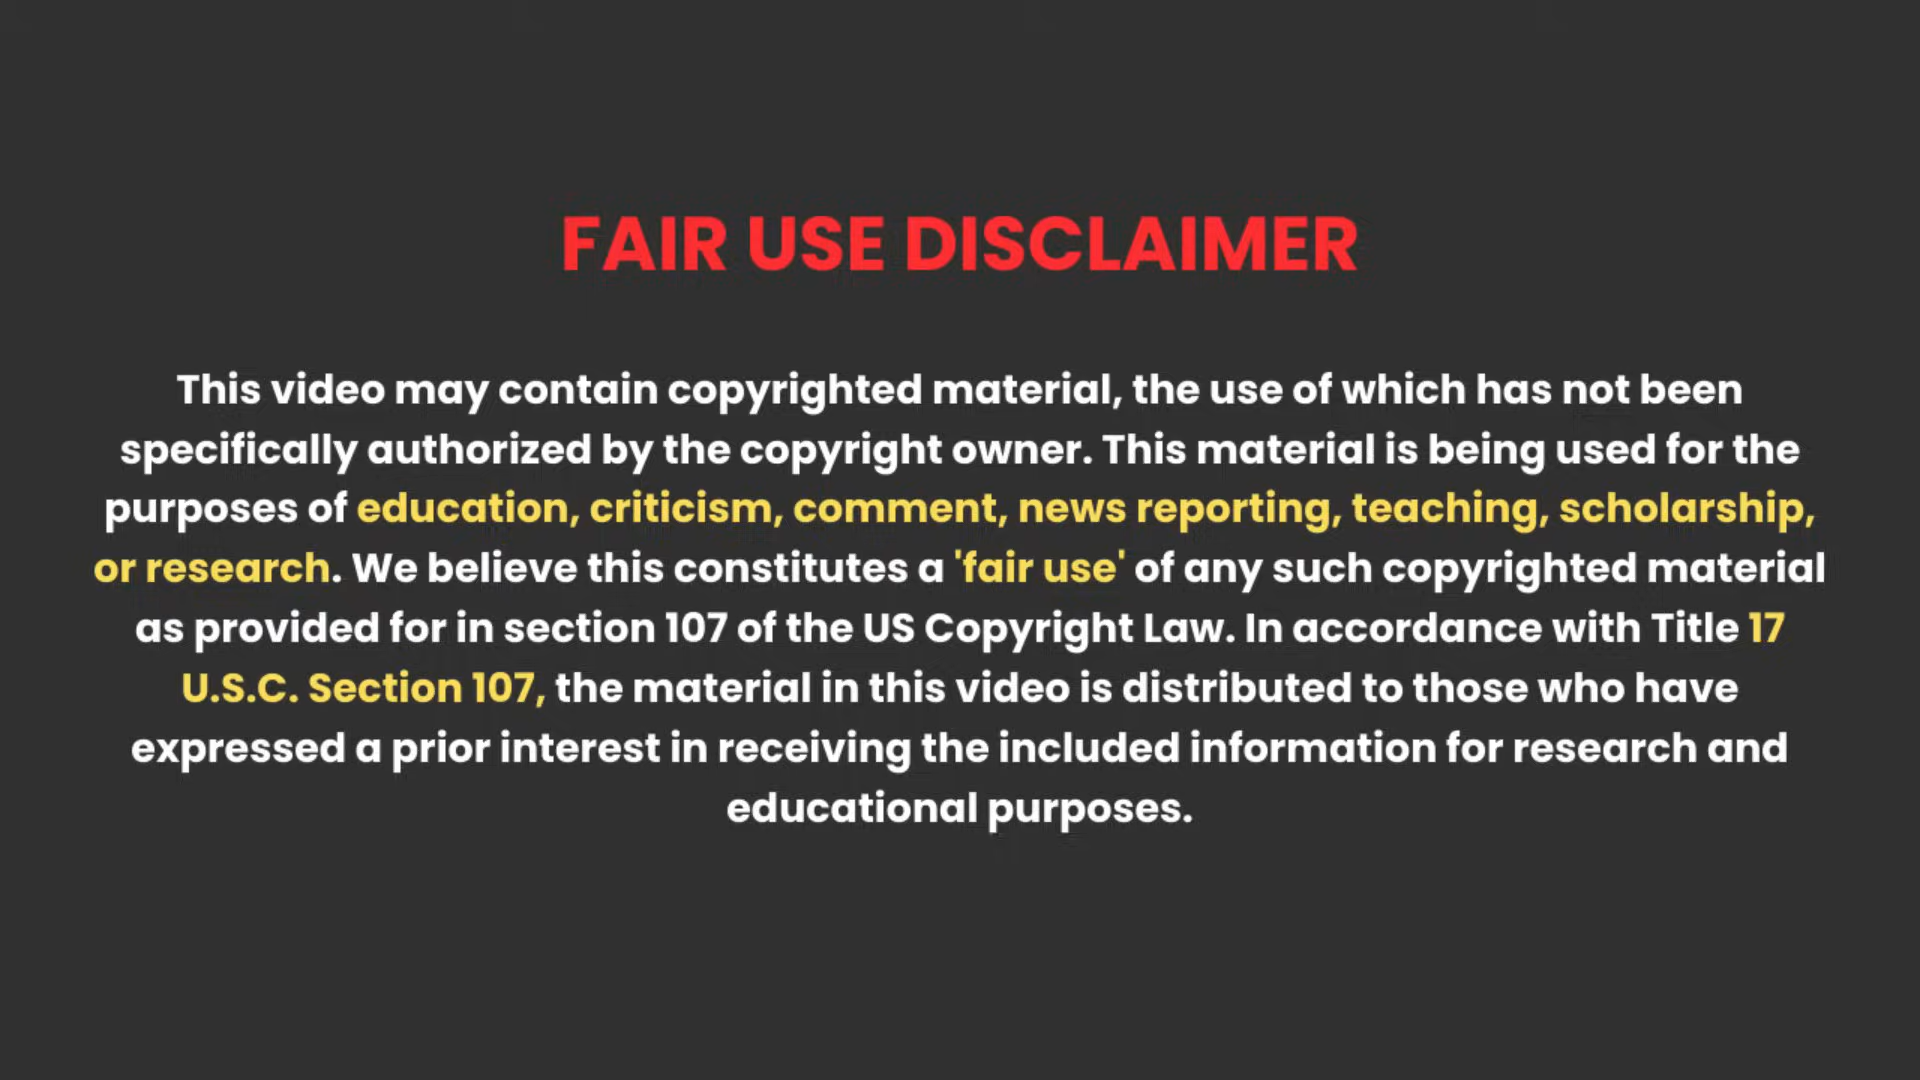 FAIR USE DISCLAIMER
This video may contain copyrighted material, the use of which has not been
specifically authorized by the copyright owner. This material is being used for the
purposes of education, criticism, comment, news reporting, teaching, scholarship,
or research. We believe this constitutes a 'fair use' of any such copyrighted material
as provided for in section 107 of the US Copyright Law. In accordance with Title 17
U.S.C. Section 107, the material in this video is distributed to those who have
expressed a prior interest in receiving the included information for research and
educational purposes.